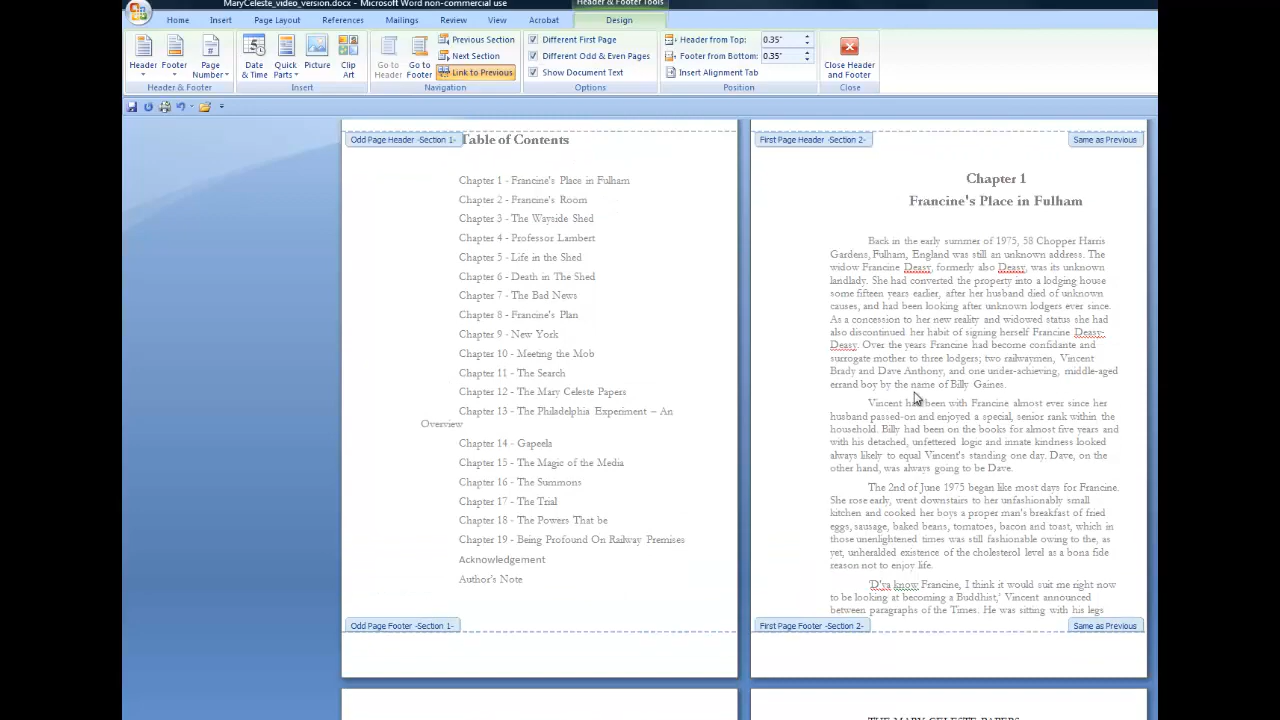 MaryCeleste_video_version.docx - Microsoft Word non-commercial use
Header & Footer Tools
Home Insert Page Layout References Mailings Review View Acrobat Design
Header Footer Page Number
Date & Time Quick Parts Picture Clip Art
Go to Header Go to Footer
Previous Section
Next Section
Link to Previous
Different First Page
Different Odd & Even Pages
Show Document Text
Header from Top: 0.35"
Footer from Bottom: 0.35"
Insert Alignment Tab
Close Header and Footer
Header & Footer Insert Navigation Options Position Close
Odd Page Header -Section 1-
Table of Contents
Chapter 1 - Francine's Place in Fulham
Chapter 2 - Francine's Room
Chapter 3 - The Wayside Shed
Chapter 4 - Professor Lambert
Chapter 5 - Life in the Shed
Chapter 6 - Death in The Shed
Chapter 7 - The Bad News
Chapter 8 - Francine's Plan
Chapter 9 - New York
Chapter 10 - Meeting the Mob
Chapter 11 - The Search
Chapter 12 - The Mary Celeste Papers
Chapter 13 - The Philadelphia Experiment – An
Overview
Chapter 14 - Gapeela
Chapter 15 - The Magic of the Media
Chapter 16 - The Summons
Chapter 17 - The Trial
Chapter 18 - The Powers That be
Chapter 19 - Being Profound On Railway Premises
Acknowledgement
Author's Note
Odd Page Footer -Section 1-
First Page Header -Section 2-
Same as Previous
Chapter 1
Francine's Place in Fulham
Back in the early summer of 1975, 58 Chopper Harris
Gardens, Fulham, England was still an unknown address. The
widow Francine Deasy, formerly also Deasy, was its unknown
landlady. She had converted the property into a lodging house
some fifteen years earlier, after her husband died of unknown
causes, and had been looking after unknown lodgers ever since.
As a concession to her new reality and widowed status she had
also discontinued her habit of signing herself Francine Deasy-
Deasy. Over the years Francine had become confidante and
surrogate mother to three lodgers; two railwaymen, Vincent
Brady and Dave Anthony, and one under-achieving, middle-aged
errand boy by the name of Billy Gaines.
Vincent had been with Francine almost ever since her
husband passed-on and enjoyed a special, senior rank within the
household. Billy had been on the books for almost five years and
with his detached, unfettered logic and innate kindness looked
always likely to equal Vincent's standing one day. Dave, on the
other hand, was always going to be Dave.
The 2nd of June 1975 began like most days for Francine.
She rose early, went downstairs to her unfashionably small
kitchen and cooked her boys a proper man's breakfast of fried
eggs, sausage, baked beans, tomatoes, bacon and toast, which in
those unenlightened times was still fashionable owing to the, as
yet, unheralded existence of the cholesterol level as a bona fide
reason not to enjoy life.
'D'ya know Francine, I think it would suit me right now
to be looking at becoming a Buddhist,' Vincent announced
between paragraphs of the Times. He was sitting with his legs
First Page Footer -Section 2-
Same as Previous
THE MARY CELESTE PAPERS